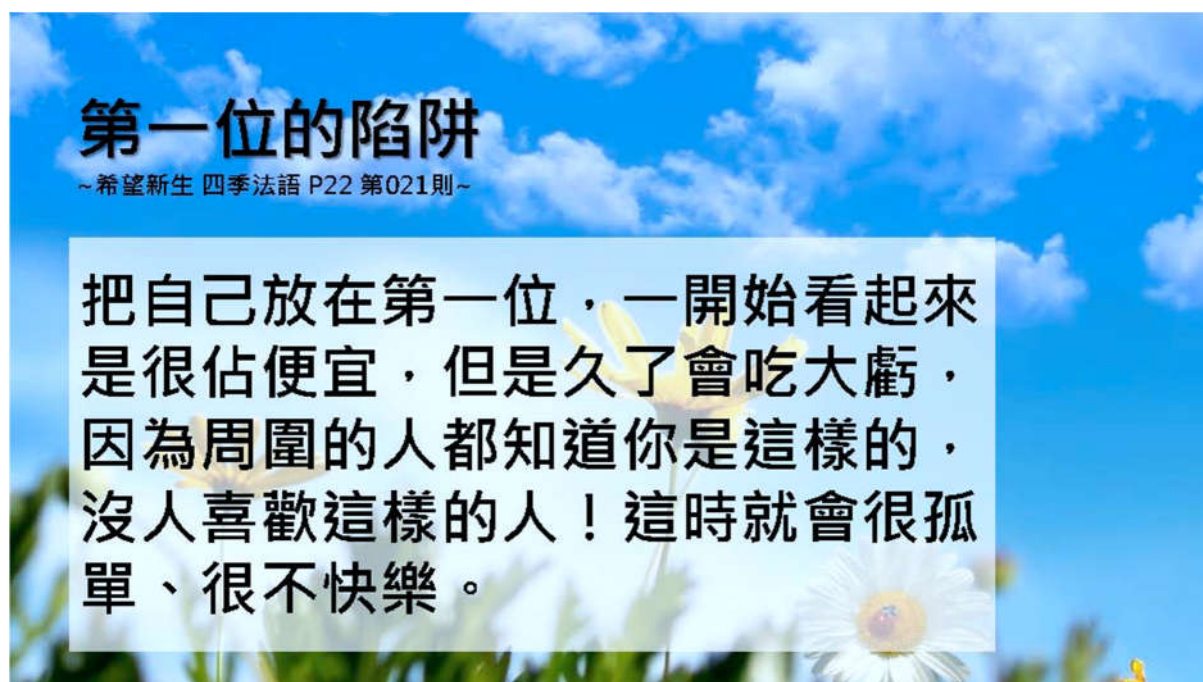 第一位的陷阱
~希望新生 四季法語 P22 第021則~
把自己放在第一位，一開始看起來
是很佔便宜，但是久了會吃大虧，
因為周圍的人都知道你是這樣的，
沒人喜歡這樣的人！這時就會很孤
單、很不快樂。